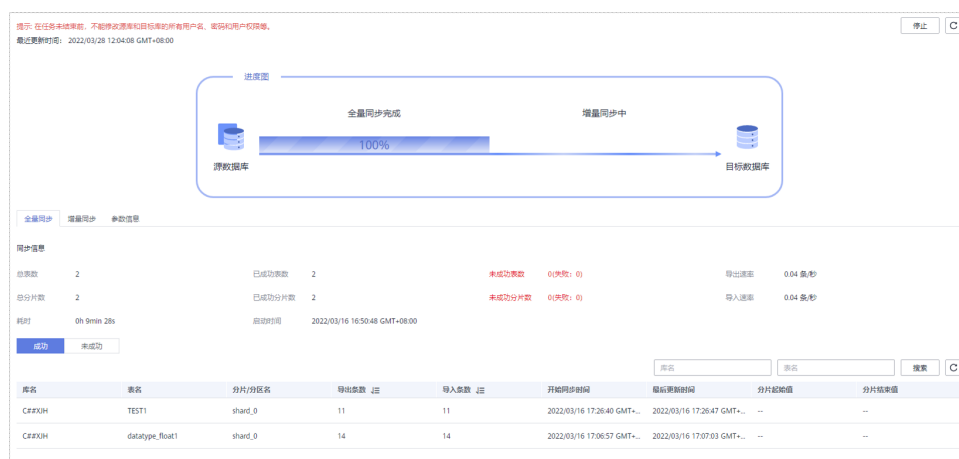 提示: 在任务未结束前，不能修改源库和目标库的所有用户名、密码和用户权限等。
停止
最近更新时间： 2022/03/28 12:04:08 GMT+08:00
进度图
全量同步完成 增量同步中
100%
源数据库 目标数据库
全量同步 增量同步 参数信息
同步信息
总表数 2 已成功表数 2 未成功表数 0(失败：0) 导出速率 0.04 条/秒
总分片数 2 已成功分片数 2 未成功分片数 0(失败：0) 导入速率 0.04 条/秒
耗时 0h 9min 28s 启动时间 2022/03/16 16:50:48 GMT+08:00
成功 未成功
库名 表名 搜索
库名 表名 分片/分区名 导出条数 导入条数 开始同步时间 最后更新时间 分片起始值 分片结束值
C##XJH TEST1 shard_0 11 11 2022/03/16 17:26:40 GMT+... 2022/03/16 17:26:47 GMT+... -- --
C##XJH datatype_float1 shard_0 14 14 2022/03/16 17:06:57 GMT+... 2022/03/16 17:07:03 GMT+... -- --